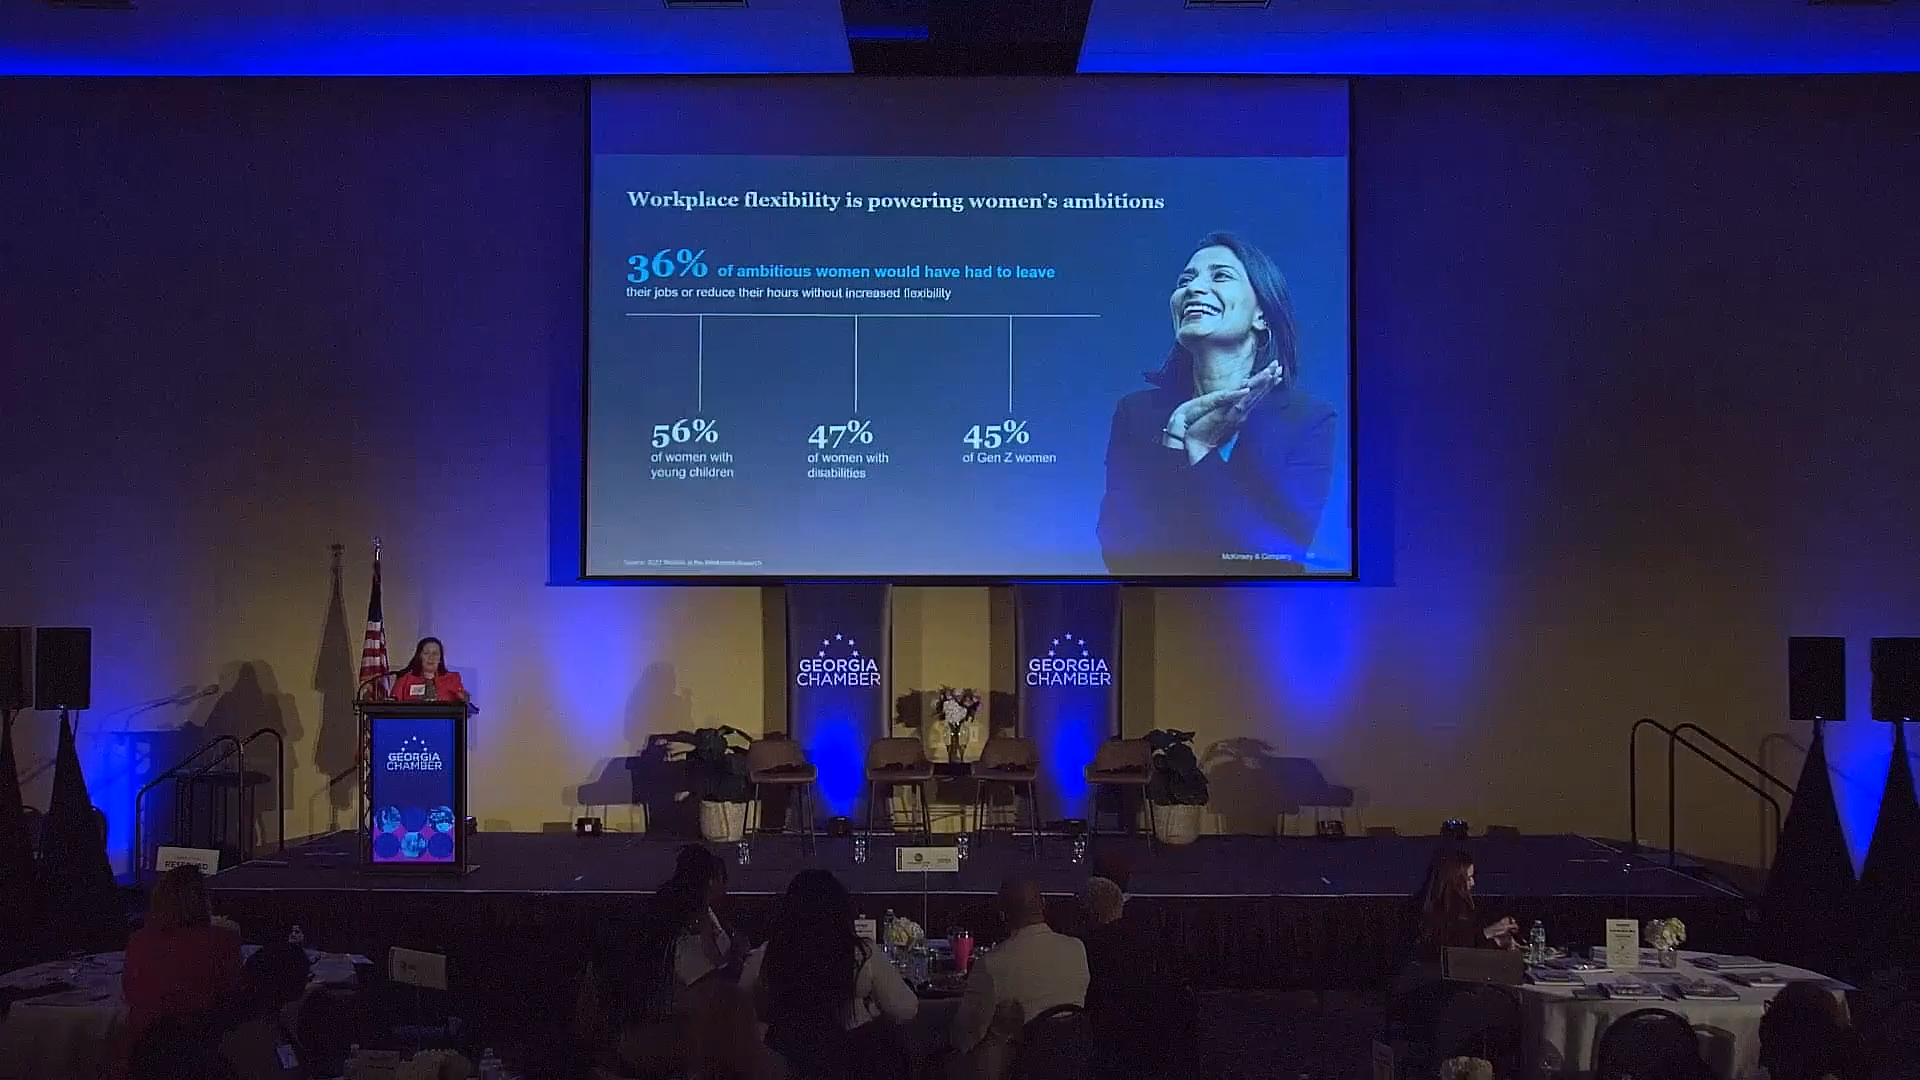 Workplace flexibility is powering women's ambitions
36% of ambitious women would have had to leave
their jobs or reduce their hours without increased flexibility
56%
of women with
young children
47%
of women with
disabilities
45%
of Gen Z women
McKinsey & Company
GEORGIA
CHAMBER
GEORGIA
CHAMBER
GEORGIA
CHAMBER
RESERVED